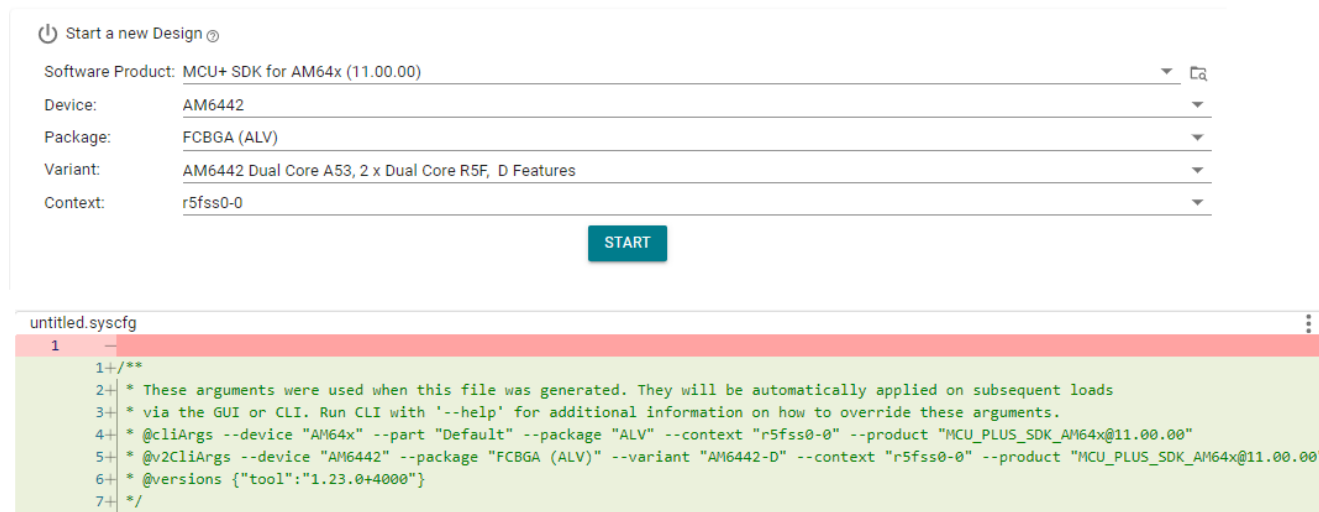 Start a new Design
Software Product: MCU+ SDK for AM64x (11.00.00)
Device: AM6442
Package: FCBGA (ALV)
Variant: AM6442 Dual Core A53, 2 x Dual Core R5F, D Features
Context: r5fss0-0
START
untitled.syscfg
1 −
1+/**
2+ * These arguments were used when this file was generated. They will be automatically applied on subsequent loads
3+ * via the GUI or CLI. Run CLI with '--help' for additional information on how to override these arguments.
4+ * @cliArgs --device "AM64x" --part "Default" --package "ALV" --context "r5fss0-0" --product "MCU_PLUS_SDK_AM64x@11.00.00"
5+ * @v2CliArgs --device "AM6442" --package "FCBGA (ALV)" --variant "AM6442-D" --context "r5fss0-0" --product "MCU_PLUS_SDK_AM64x@11.00.00"
6+ * @versions {"tool":"1.23.0+4000"}
7+ */